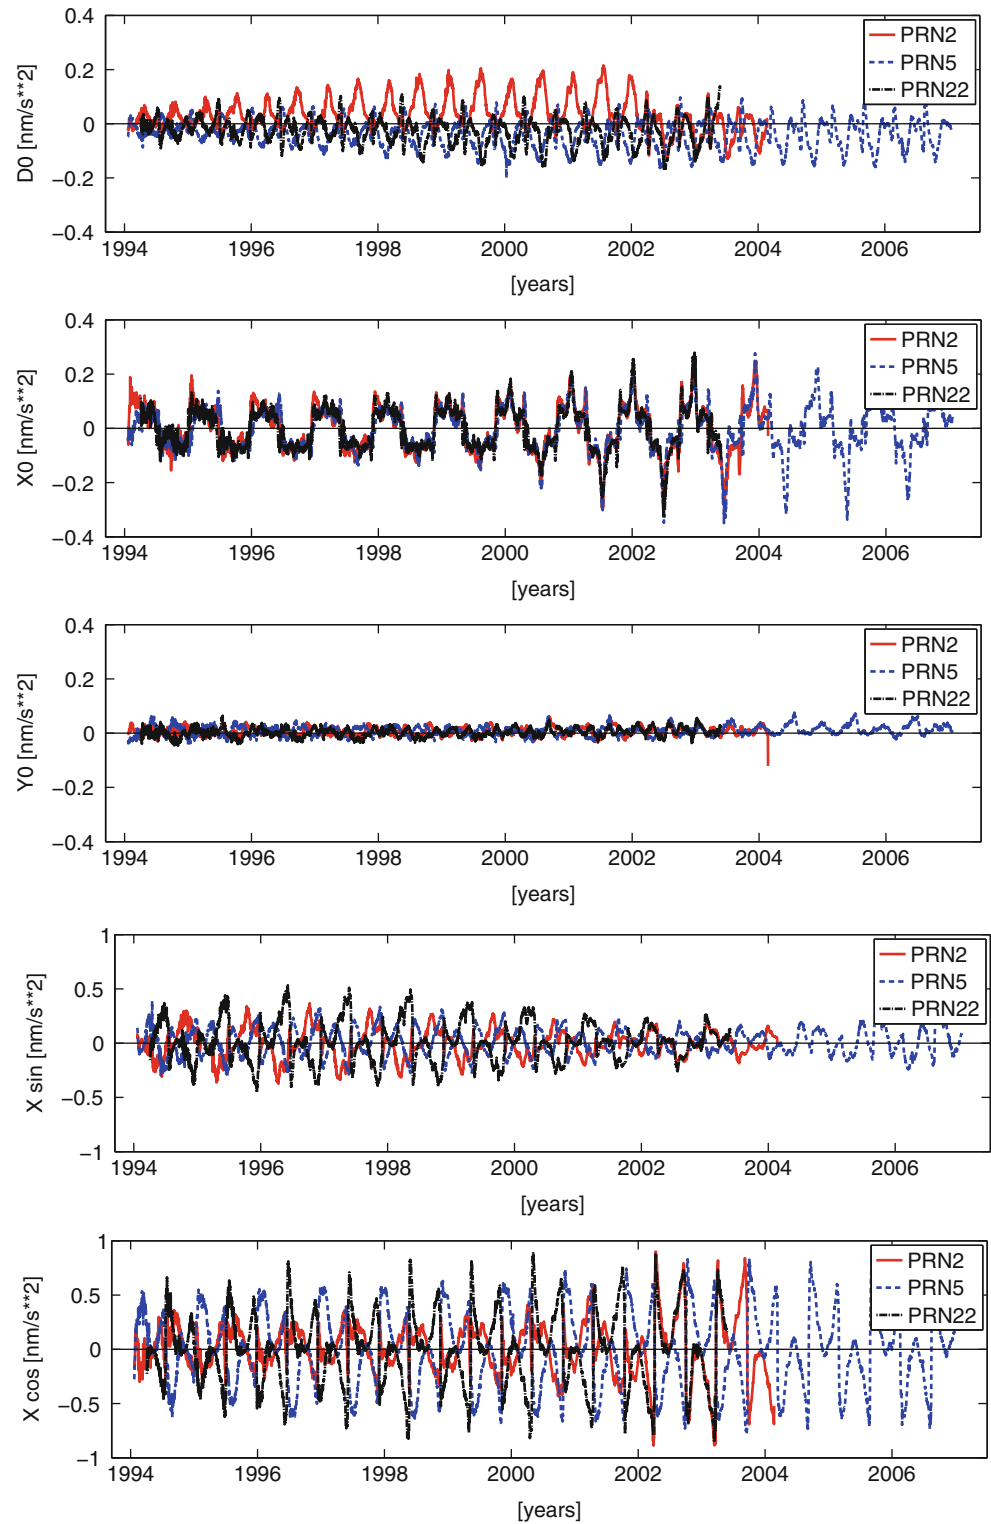 D0 [nm/s**2]
0.4
0.2
0
−0.2
−0.4
1994 1996 1998 2000 2002 2004 2006
[years]
PRN2
PRN5
PRN22
X0 [nm/s**2]
0.4
0.2
0
−0.2
−0.4
1994 1996 1998 2000 2002 2004 2006
[years]
PRN2
PRN5
PRN22
Y0 [nm/s**2]
0.4
0.2
0
−0.2
−0.4
1994 1996 1998 2000 2002 2004 2006
[years]
PRN2
PRN5
PRN22
X sin [nm/s**2]
1
0.5
0
−0.5
−1
1994 1996 1998 2000 2002 2004 2006
[years]
PRN2
PRN5
PRN22
X cos [nm/s**2]
1
0.5
0
−0.5
−1
1994 1996 1998 2000 2002 2004 2006
[years]
PRN2
PRN5
PRN22